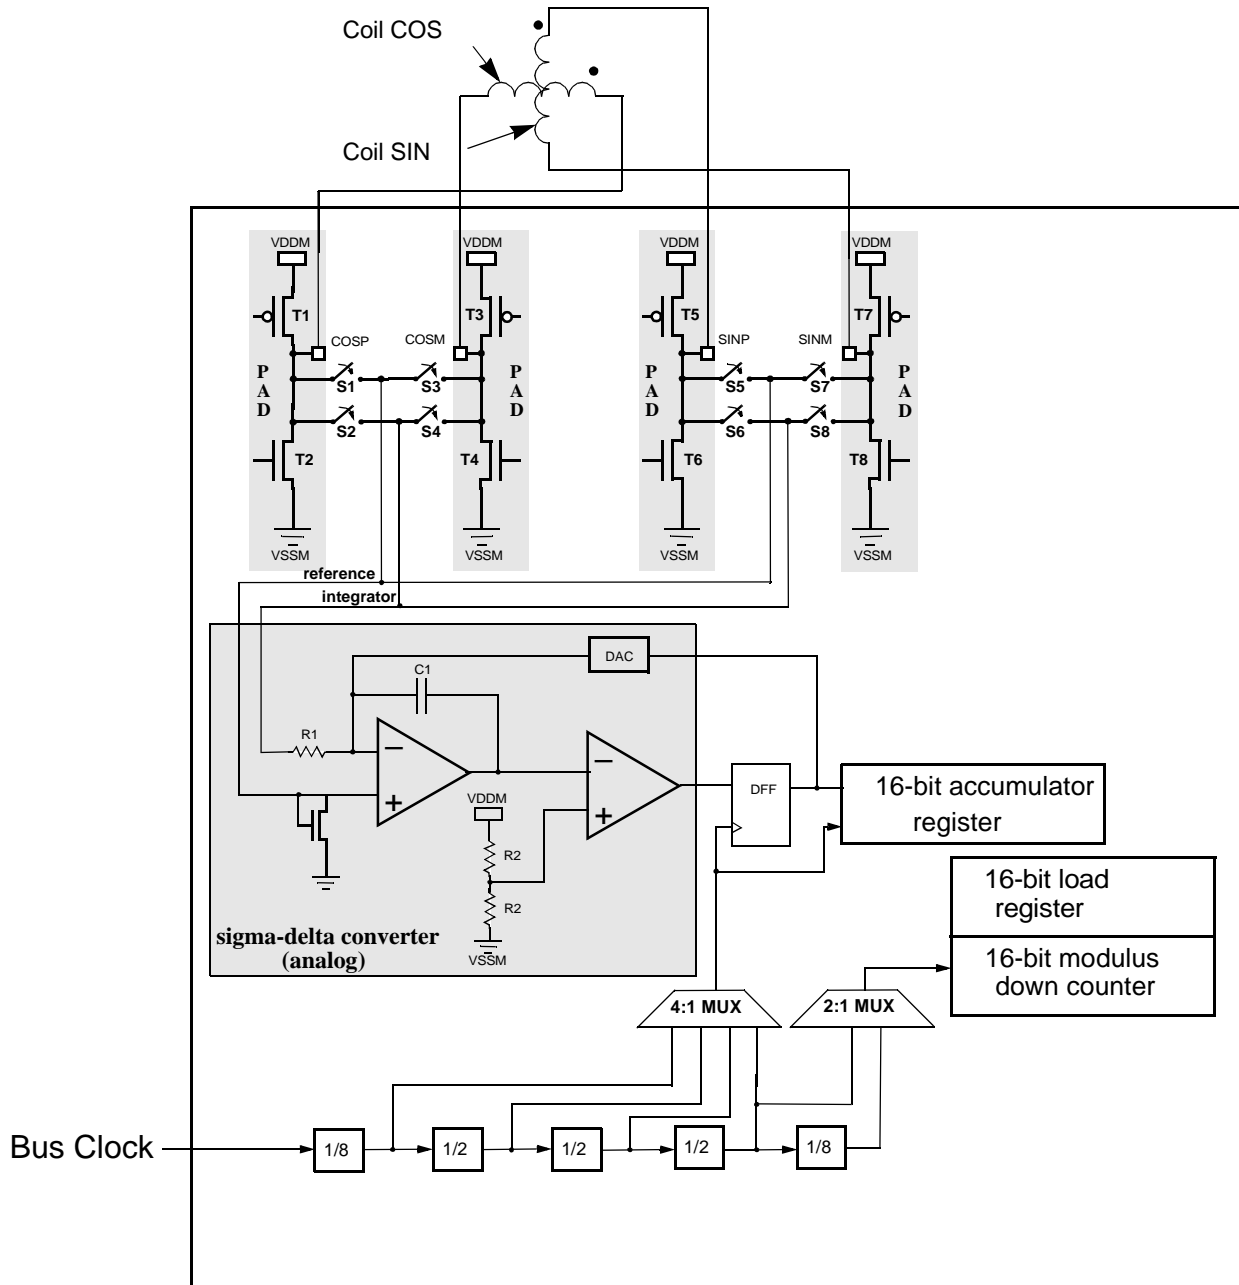 Coil COS
Coil SIN
VDDM VDDM VDDM VDDM
T1 T3 T5 T7
COSP COSM SINP SINM
PAD PAD PAD PAD
S1 S3 S5 S7
S2 S4 S6 S8
T2 T4 T6 T8
VSSM VSSM VSSM VSSM
reference
integrator
DAC
C1
R1
− −
+ +
VDDM
R2
R2
VSSM
DFF
16-bit accumulator
register
16-bit load
register
16-bit modulus
down counter
sigma-delta converter
(analog)
4:1 MUX 2:1 MUX
Bus Clock
1/8 1/2 1/2 1/2 1/8